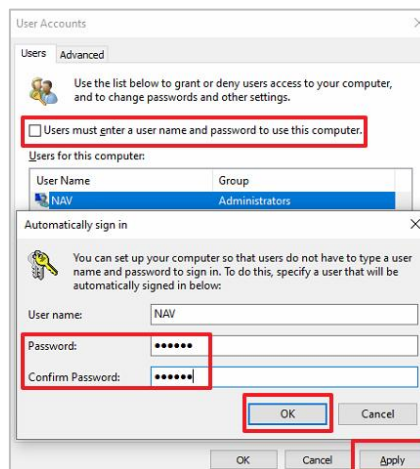 User Accounts
Users
Advanced
Use the list below to grant or deny users access to your computer,
and to change passwords and other settings.
Users must enter a user name and password to use this computer.
Users for this computer:
User Name
Group
NAV
Administrators
Automatically sign in
You can set up your computer so that users do not have to type a user
name and password to sign in. To do this, specify a user that will be
automatically signed in below:
User name:
NAV
Password:
••••••
Confirm Password:
••••••
OK
Cancel
OK
Cancel
Apply